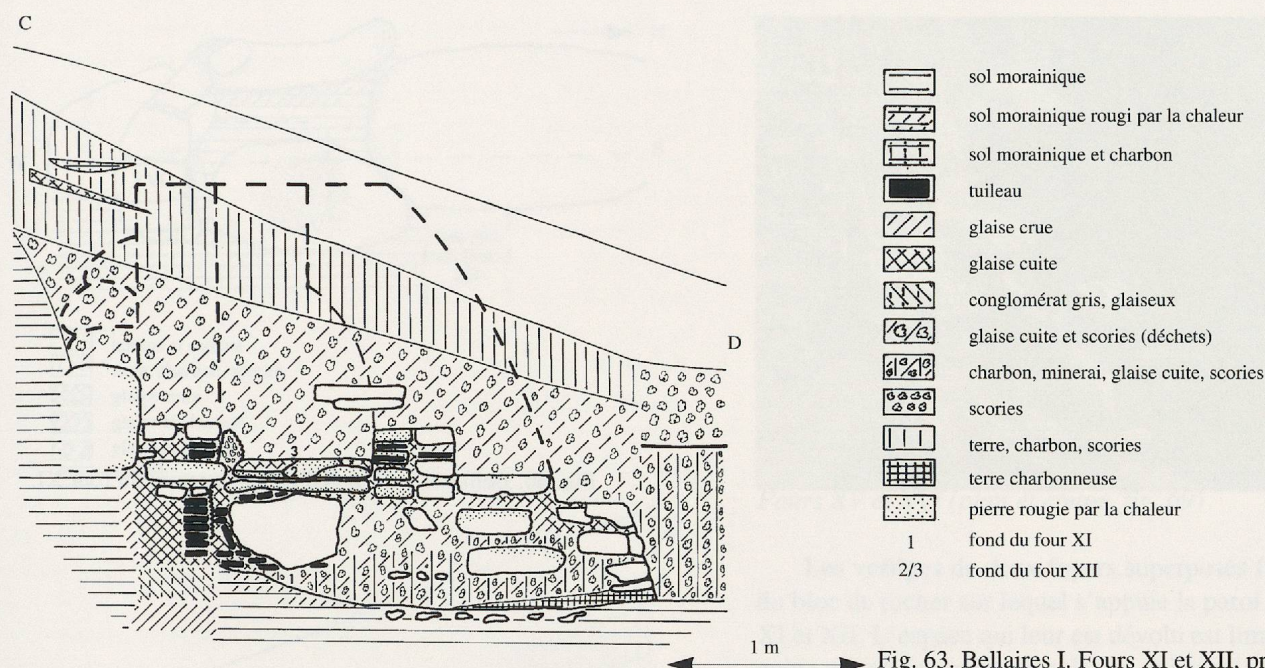 C
D
sol morainique
sol morainique rougi par la chaleur
sol morainique et charbon
tuileau
glaise crue
glaise cuite
conglomérat gris, glaiseux
glaise cuite et scories (déchets)
charbon, minerai, glaise cuite, scories
scories
terre, charbon, scories
terre charbonneuse
pierre rougie par la chaleur
1 fond du four XI
2/3 fond du four XII
3
2
1
1 m
Fig. 63. Bellaires I. Fours XI et XII, pr